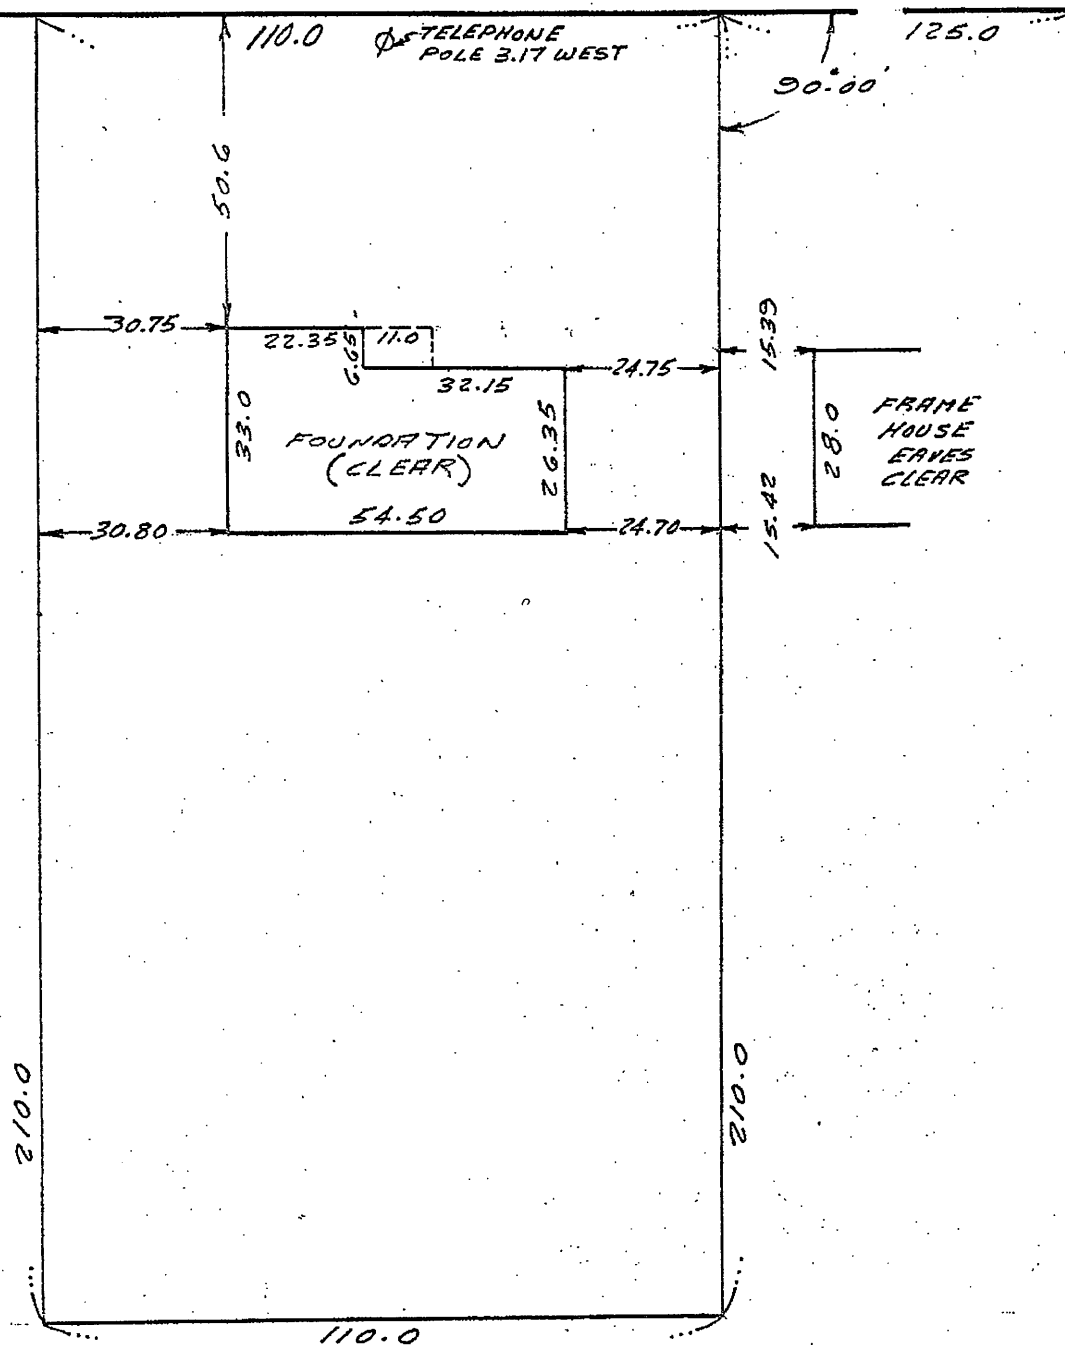 110.0
TELEPHONE
POLE 3.17 WEST
125.0
90°00'
50.6
30.75
22.35
6.65
11.0
32.15
24.75
15.39
33.0
FOUNDATION
(CLEAR)
26.35
28.0
FRAME
HOUSE
EAVES
CLEAR
30.80
54.50
24.70
15.42
210.0
210.0
110.0